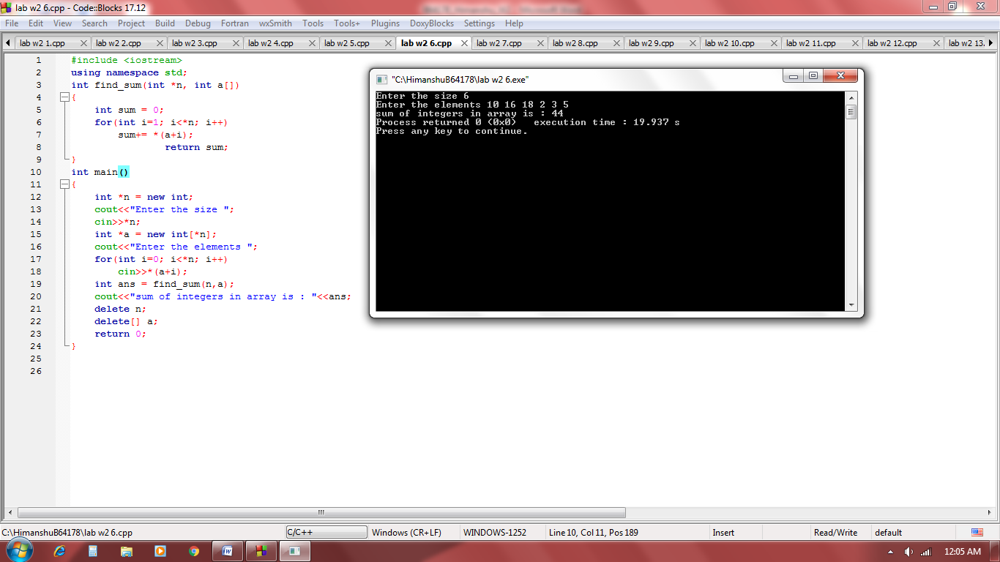 lab w2 6.cpp - Code::Blocks 17.12
File Edit View Search Project Build Debug Fortran wxSmith Tools Tools+ Plugins DoxyBlocks Settings Help
lab w2 1.cpp lab w2 2.cpp lab w2 3.cpp lab w2 4.cpp lab w2 5.cpp lab w2 6.cpp lab w2 7.cpp lab w2 8.cpp lab w2 9.cpp lab w2 10.cpp lab w2 11.cpp lab w2 12.cpp lab w2 13.
1 #include <iostream>
2 using namespace std;
3 int find_sum(int *n, int a[])
4 {
5 int sum = 0;
6 for(int i=1; i<*n; i++)
7 sum+= *(a+i);
8 return sum;
9 }
10 int main()
11 {
12 int *n = new int;
13 cout<<"Enter the size ";
14 cin>>*n;
15 int *a = new int[*n];
16 cout<<"Enter the elements ";
17 for(int i=0; i<*n; i++)
18 cin>>*(a+i);
19 int ans = find_sum(n,a);
20 cout<<"sum of integers in array is : "<<ans;
21 delete n;
22 delete[] a;
23 return 0;
24 }
25
26
"C:\HimanshuB64178\lab w2 6.exe"
Enter the size 6
Enter the elements 10 16 18 2 3 5
sum of integers in array is : 44
Process returned 0 (0x0)   execution time : 19.937 s
Press any key to continue.
C:\HimanshuB64178\lab w2 6.cpp C/C++ Windows (CR+LF) WINDOWS-1252 Line 10, Col 11, Pos 189 Insert Read/Write default
12:05 AM